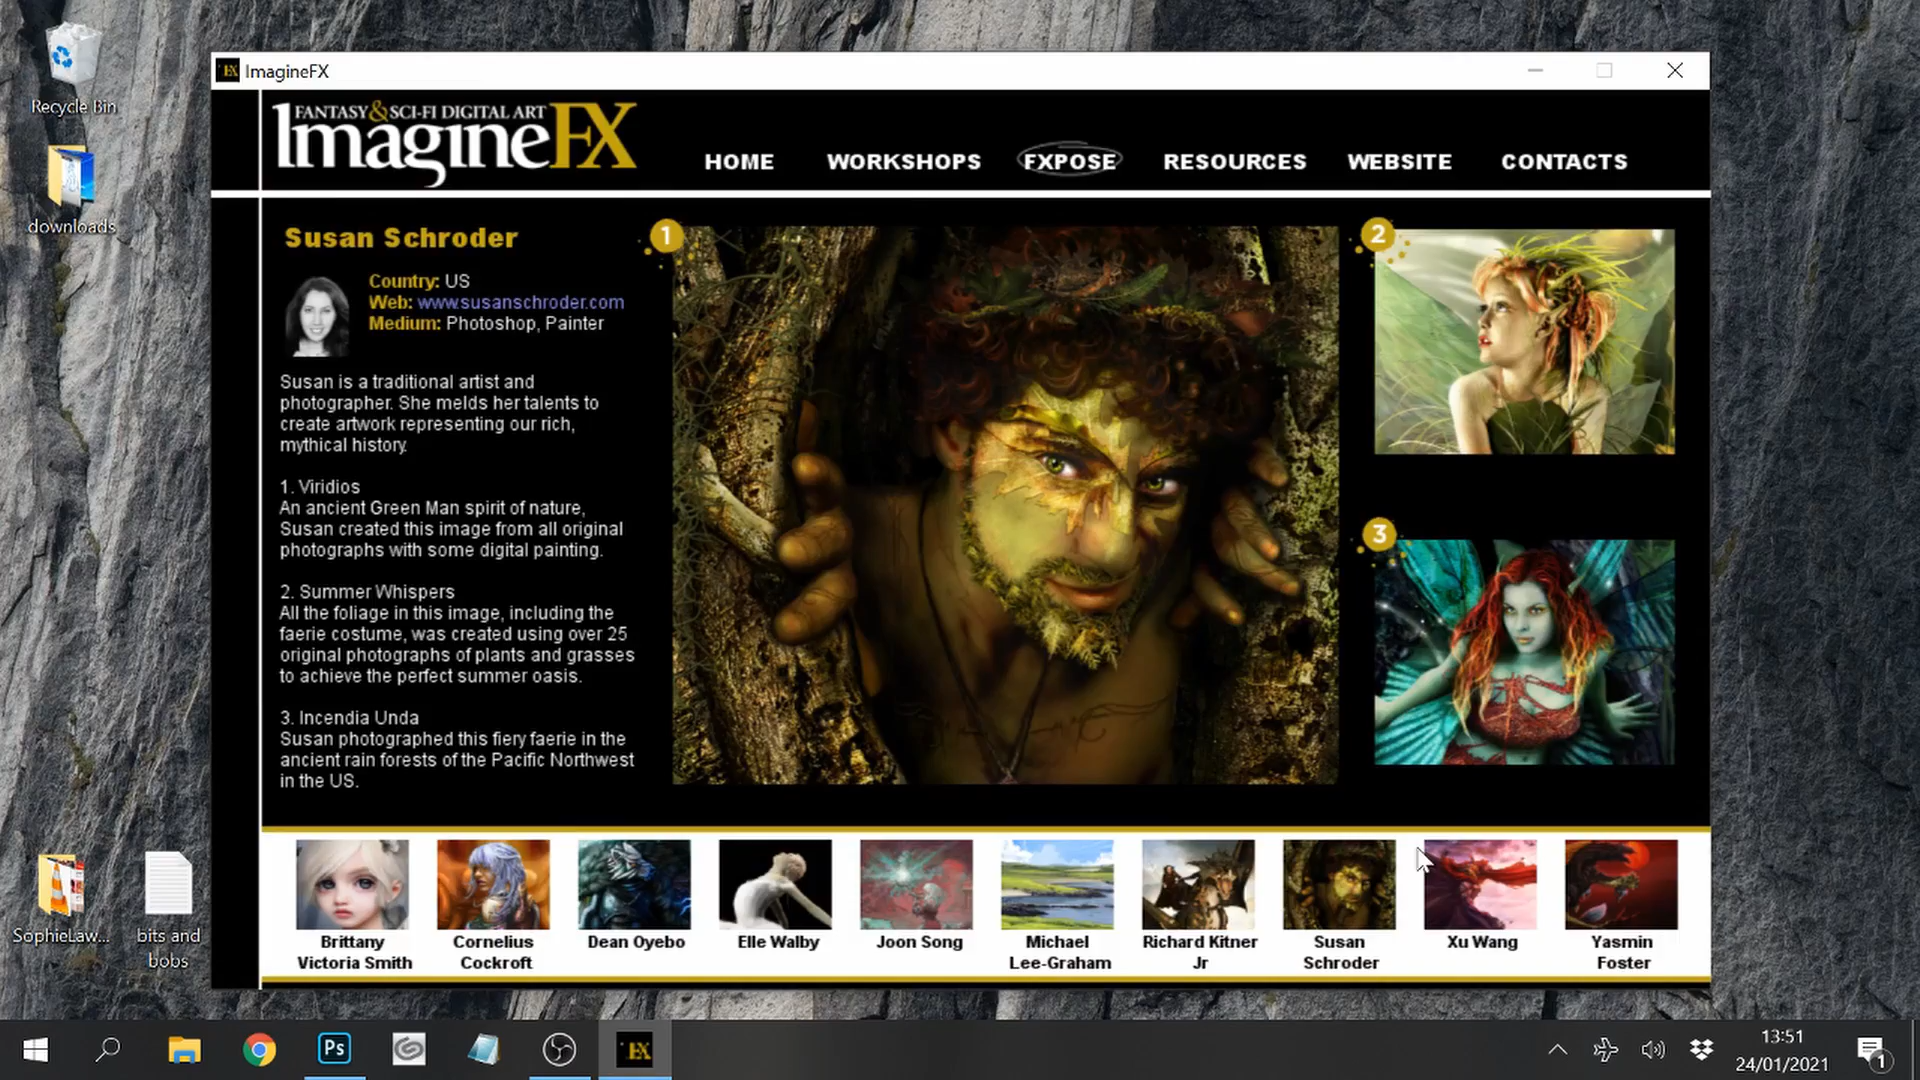 Recycle Bin
downloads
SophieLaw...
bits and
bobs
ImagineFX
FANTASY & SCI-FI DIGITAL ART
ImagineFX
HOME
WORKSHOPS
FXPOSE
RESOURCES
WEBSITE
CONTACTS
Susan Schroder
Country: US
Web: www.susanschroder.com
Medium: Photoshop, Painter
Susan is a traditional artist and
photographer. She melds her talents to
create artwork representing our rich,
mythical history.
1. Viridios
An ancient Green Man spirit of nature,
Susan created this image from all original
photographs with some digital painting.
2. Summer Whispers
All the foliage in this image, including the
faerie costume, was created using over 25
original photographs of plants and grasses
to achieve the perfect summer oasis.
3. Incendia Unda
Susan photographed this fiery faerie in the
ancient rain forests of the Pacific Northwest
in the US.
1
2
3
Brittany
Victoria Smith
Cornelius
Cockroft
Dean Oyebo
Elle Walby
Joon Song
Michael
Lee-Graham
Richard Kitner
Jr
Susan
Schroder
Xu Wang
Yasmin
Foster
Ps
FX
13:51
24/01/2021
1